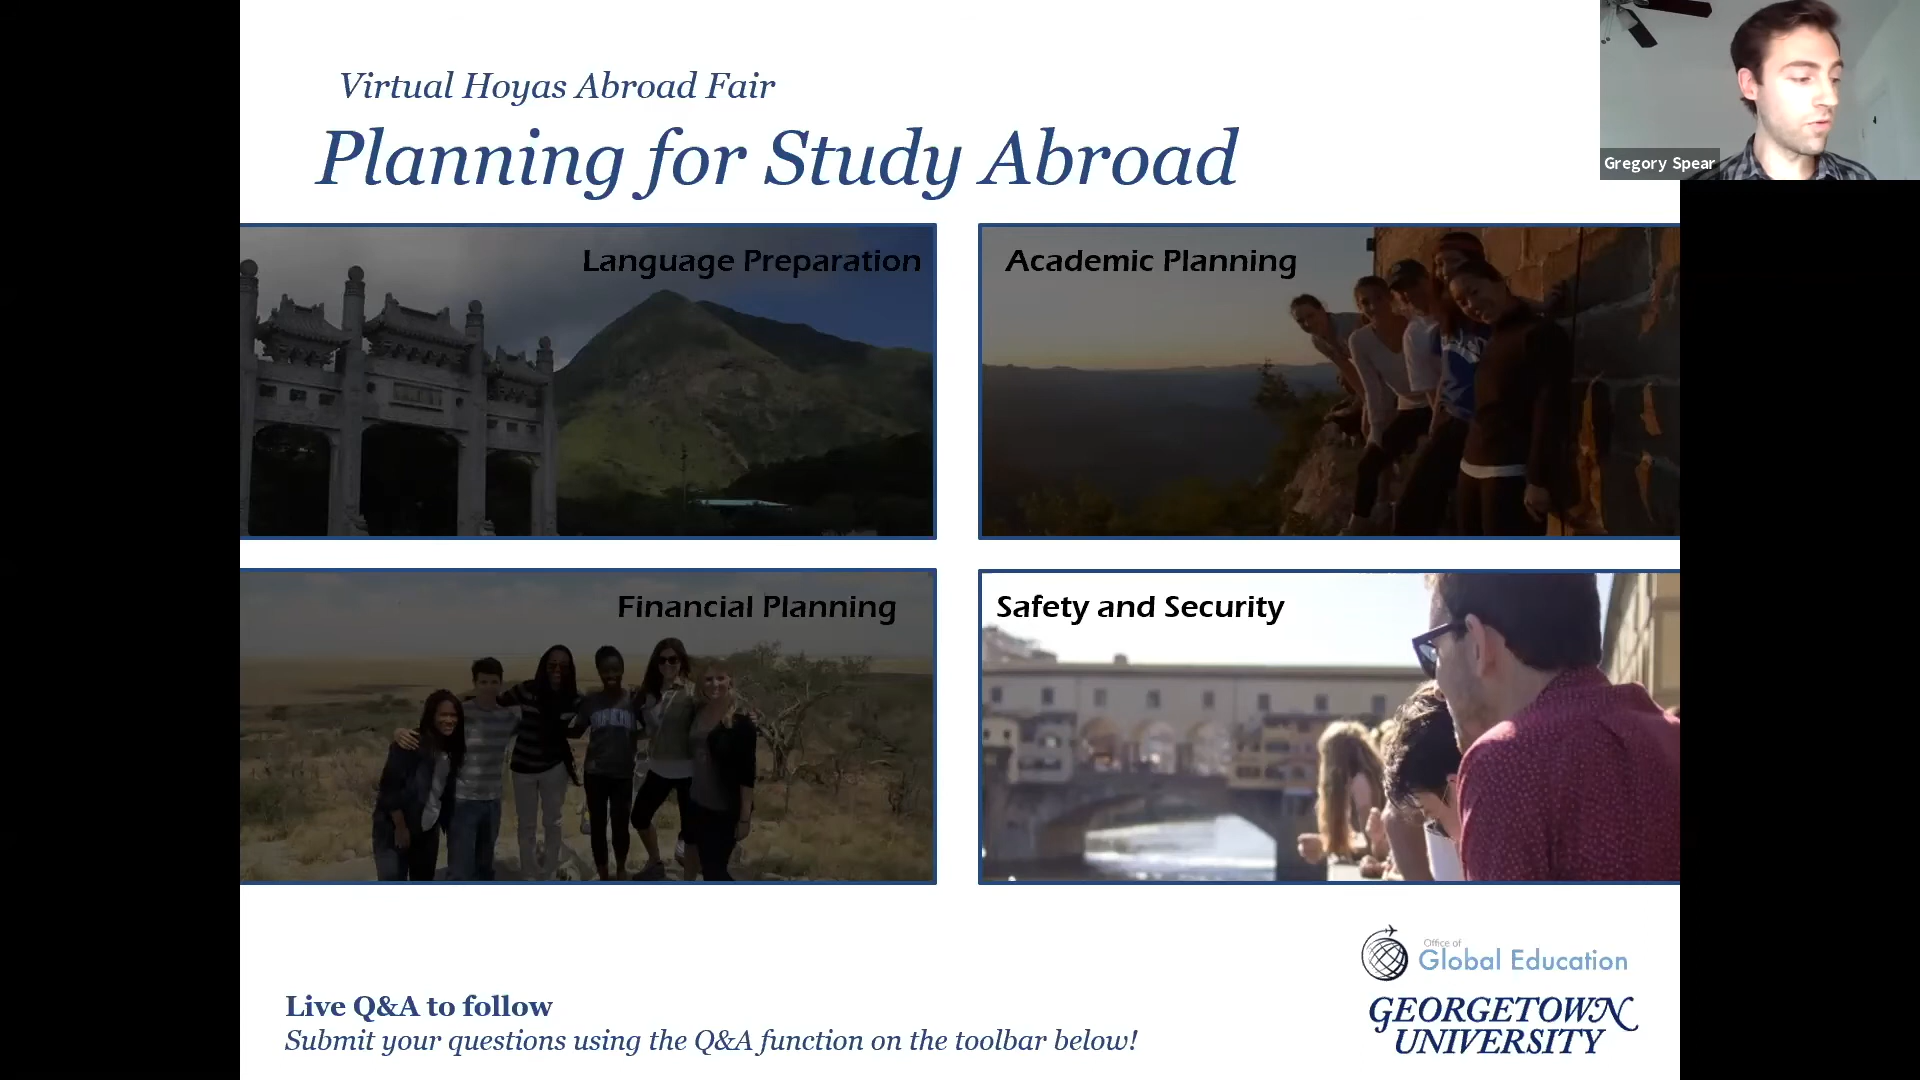 Virtual Hoyas Abroad Fair
Planning for Study Abroad
Gregory Spear
Language Preparation
Academic Planning
Financial Planning
Safety and Security
Office of
Global Education
GEORGETOWN
UNIVERSITY
Live Q&A to follow
Submit your questions using the Q&A function on the toolbar below!